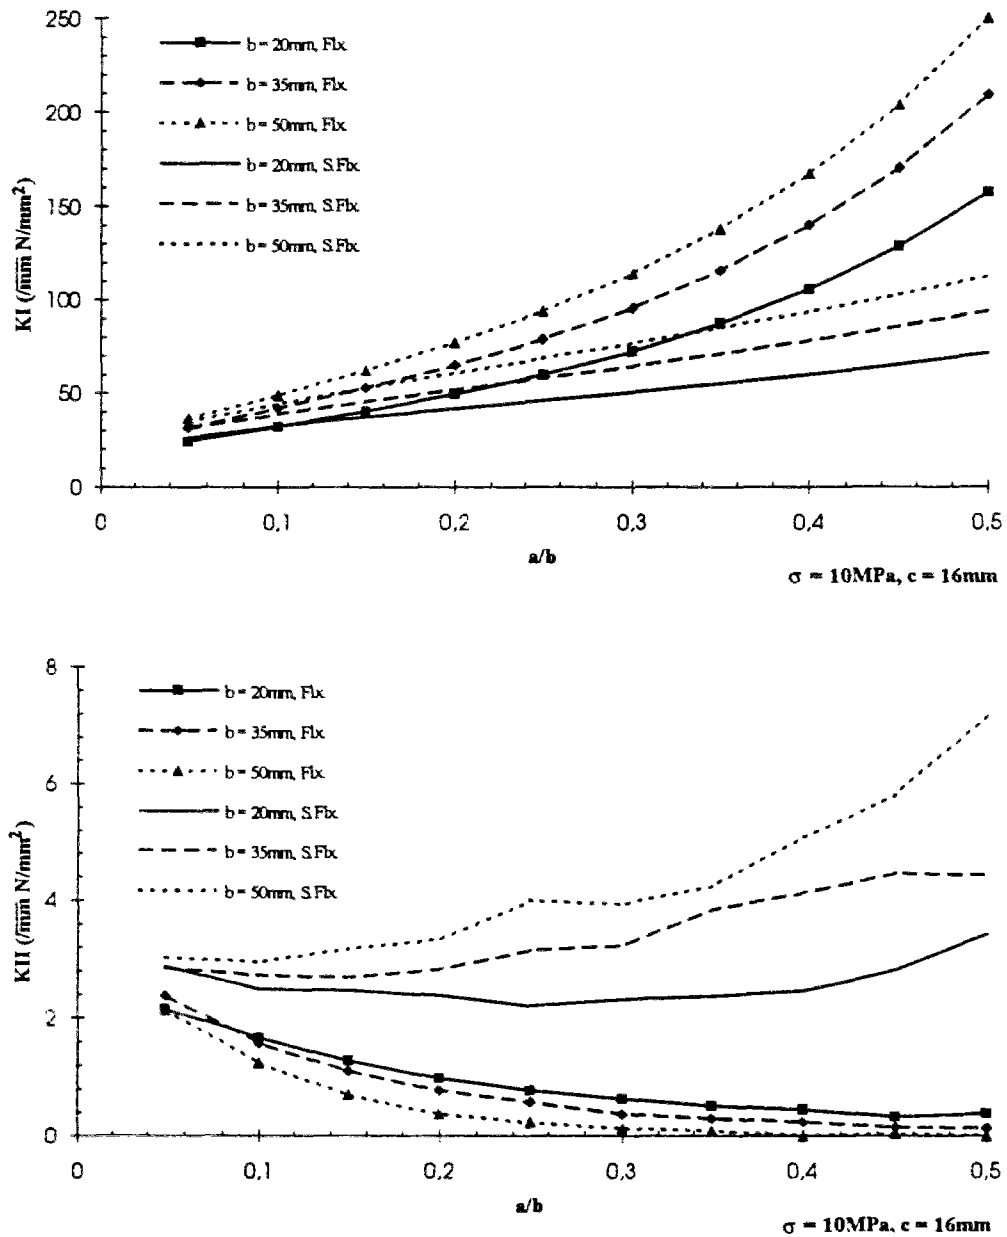 250
200
150
100
50
0
KI (/mm N/mm²)
b = 20mm, Flx.
b = 35mm, Flx.
b = 50mm, Flx.
b = 20mm, S.Flx.
b = 35mm, S.Flx.
b = 50mm, S.Flx.
0 0,1 0,2 0,3 0,4 0,5
a/b
σ = 10MPa, c = 16mm
8
6
4
2
0
KII (/mm N/mm²)
b = 20mm, Flx.
b = 35mm, Flx.
b = 50mm, Flx.
b = 20mm, S.Flx.
b = 35mm, S.Flx.
b = 50mm, S.Flx.
0 0,1 0,2 0,3 0,4 0,5
a/b
σ = 10MPa, c = 16mm